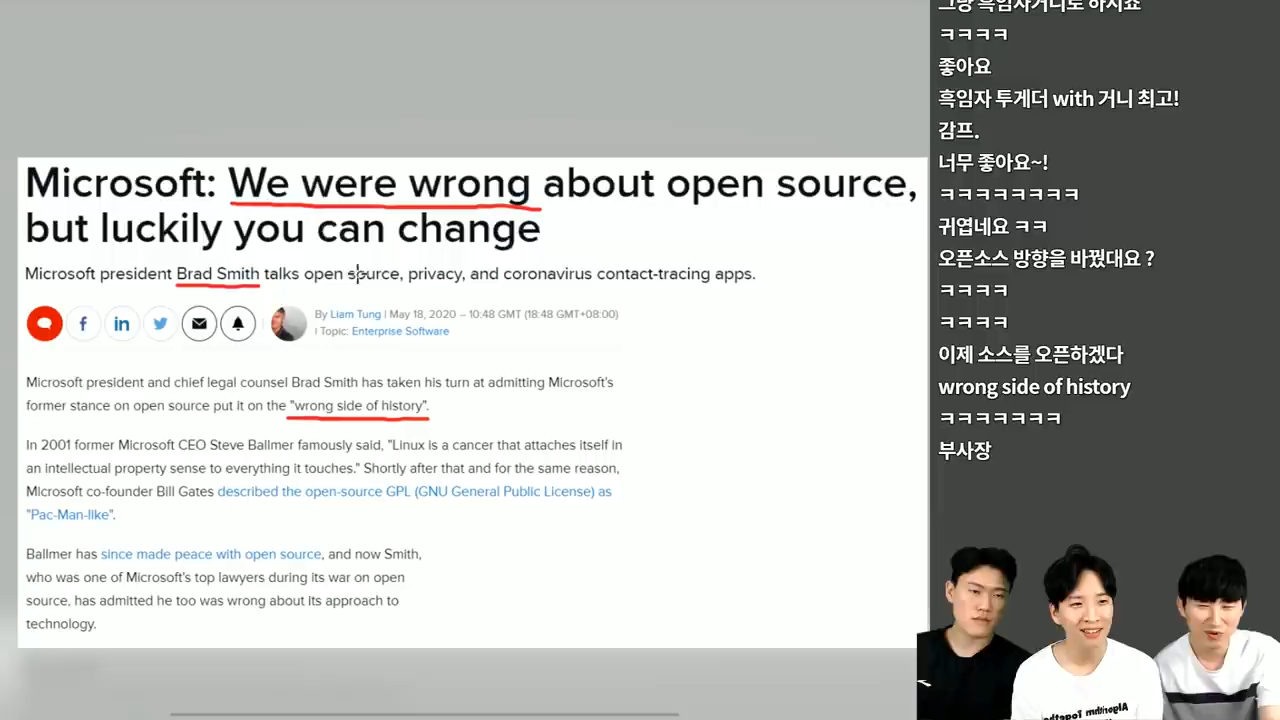 Microsoft: We were wrong about open source,
but luckily you can change
Microsoft president Brad Smith talks open source, privacy, and coronavirus contact-tracing apps.
By Liam Tung | May 18, 2020 -- 10:48 GMT (18:48 GMT+08:00)
| Topic: Enterprise Software
Microsoft president and chief legal counsel Brad Smith has taken his turn at admitting Microsoft's
former stance on open source put it on the "wrong side of history".
In 2001 former Microsoft CEO Steve Ballmer famously said, "Linux is a cancer that attaches itself in
an intellectual property sense to everything it touches." Shortly after that and for the same reason,
Microsoft co-founder Bill Gates described the open-source GPL (GNU General Public License) as
"Pac-Man-like".
Ballmer has since made peace with open source, and now Smith,
who was one of Microsoft's top lawyers during its war on open
source, has admitted he too was wrong about its approach to
technology.
그냥 흑임자거니로 하시죠
ㅋㅋㅋㅋ
좋아요
흑임자 투게더 with 거니 최고!
감프.
너무 좋아요~!
ㅋㅋㅋㅋㅋㅋㅋㅋ
귀엽네요 ㅋㅋ
오픈소스 방향을 바꿨대요 ?
ㅋㅋㅋㅋ
ㅋㅋㅋㅋ
이제 소스를 오픈하겠다
wrong side of history
ㅋㅋㅋㅋㅋㅋㅋ
부사장